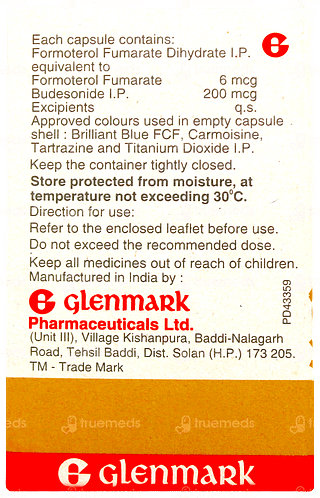 Each capsule contains:
Formoterol Fumarate Dihydrate I.P.
equivalent to
Formoterol Fumarate 6 mcg
Budesonide I.P. 200 mcg
Excipients q.s.
Approved colours used in empty capsule
shell : Brilliant Blue FCF, Carmoisine,
Tartrazine and Titanium Dioxide I.P.
Keep the container tightly closed.
Store protected from moisture, at
temperature not exceeding 30°C.
Direction for use:
Refer to the enclosed leaflet before use.
Do not exceed the recommended dose.
Keep all medicines out of reach of children.
Manufactured in India by :
GLENMARK
Pharmaceuticals Ltd.
(Unit III), Village Kishanpura, Baddi-Nalagarh
Road, Tehsil Baddi, Dist. Solan (H.P.) 173 205.
TM - Trade Mark
PD43359
truemeds truemeds truemeds
GLENMARK